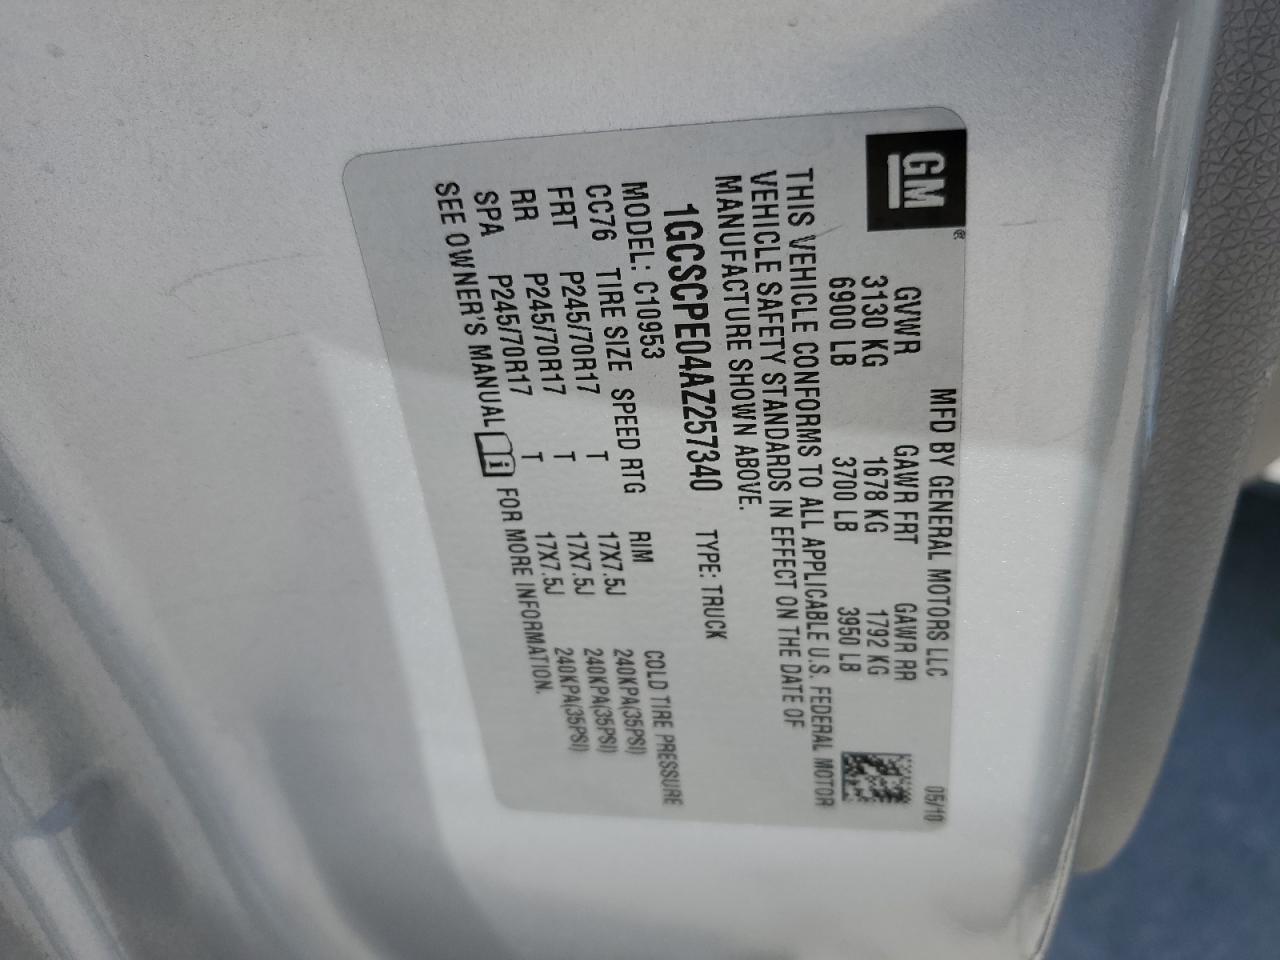 GM®
MFD BY GENERAL MOTORS LLC 05/10
GVWR GAWR FRT GAWR RR
3130 KG 1678 KG 1792 KG
6900 LB 3700 LB 3950 LB
THIS VEHICLE CONFORMS TO ALL APPLICABLE U.S. FEDERAL MOTOR
VEHICLE SAFETY STANDARDS IN EFFECT ON THE DATE OF
MANUFACTURE SHOWN ABOVE.
1GCSCPE04AZ257340 TYPE: TRUCK
MODEL: C10953
CC76 TIRE SIZE SPEED RTG RIM COLD TIRE PRESSURE
FRT P245/70R17 T 17X7.5J 240KPA(35PSI)
RR P245/70R17 T 17X7.5J 240KPA(35PSI)
SPA P245/70R17 T 17X7.5J 240KPA(35PSI)
SEE OWNER'S MANUAL i FOR MORE INFORMATION.